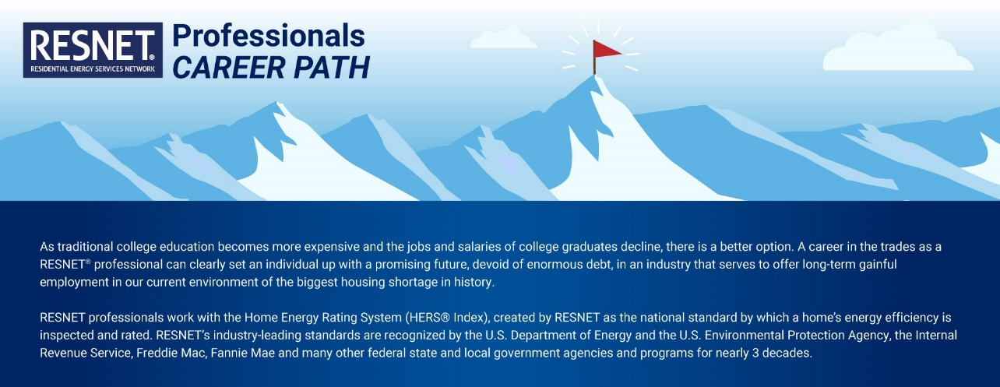 RESNET®
RESIDENTIAL ENERGY SERVICES NETWORK
Professionals
CAREER PATH
As traditional college education becomes more expensive and the jobs and salaries of college graduates decline, there is a better option. A career in the trades as a
RESNET® professional can clearly set an individual up with a promising future, devoid of enormous debt, in an industry that serves to offer long-term gainful
employment in our current environment of the biggest housing shortage in history.
RESNET professionals work with the Home Energy Rating System (HERS® Index), created by RESNET as the national standard by which a home's energy efficiency is
inspected and rated. RESNET's industry-leading standards are recognized by the U.S. Department of Energy and the U.S. Environmental Protection Agency, the Internal
Revenue Service, Freddie Mac, Fannie Mae and many other federal state and local government agencies and programs for nearly 3 decades.